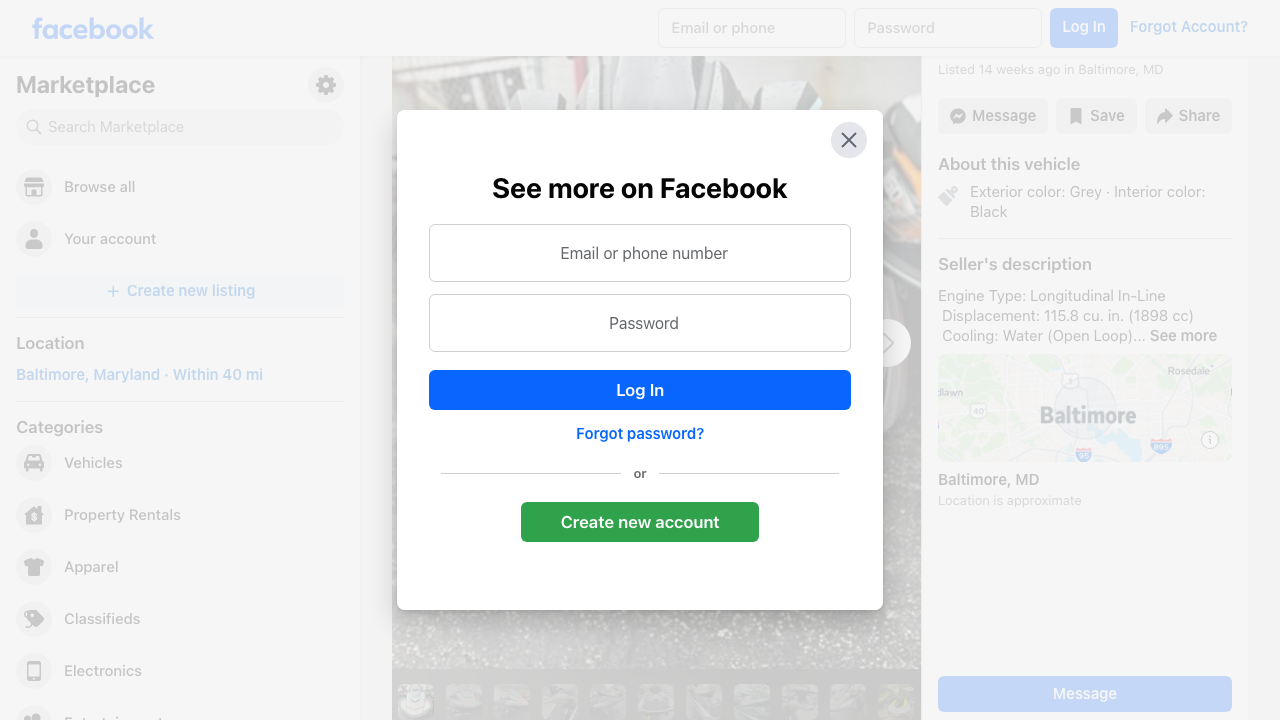 facebook
Email or phone
Password
Log In
Forgot Account?
Marketplace
Search Marketplace
Browse all
Your account
Create new listing
Location
Baltimore, Maryland · Within 40 mi
Categories
Vehicles
Property Rentals
Apparel
Classifieds
Electronics
See more on Facebook
Email or phone number
Password
Log In
Forgot password?
or
Create new account
Listed 14 weeks ago in Baltimore, MD
Message
Save
Share
About this vehicle
Exterior color: Grey · Interior color:
Black
Seller's description
Engine Type: Longitudinal In-Line
Displacement: 115.8 cu. in. (1898 cc)
Cooling: Water (Open Loop)... See more
Rosedale
dlawn
40
Baltimore
95
895
Baltimore, MD
Location is approximate
Message